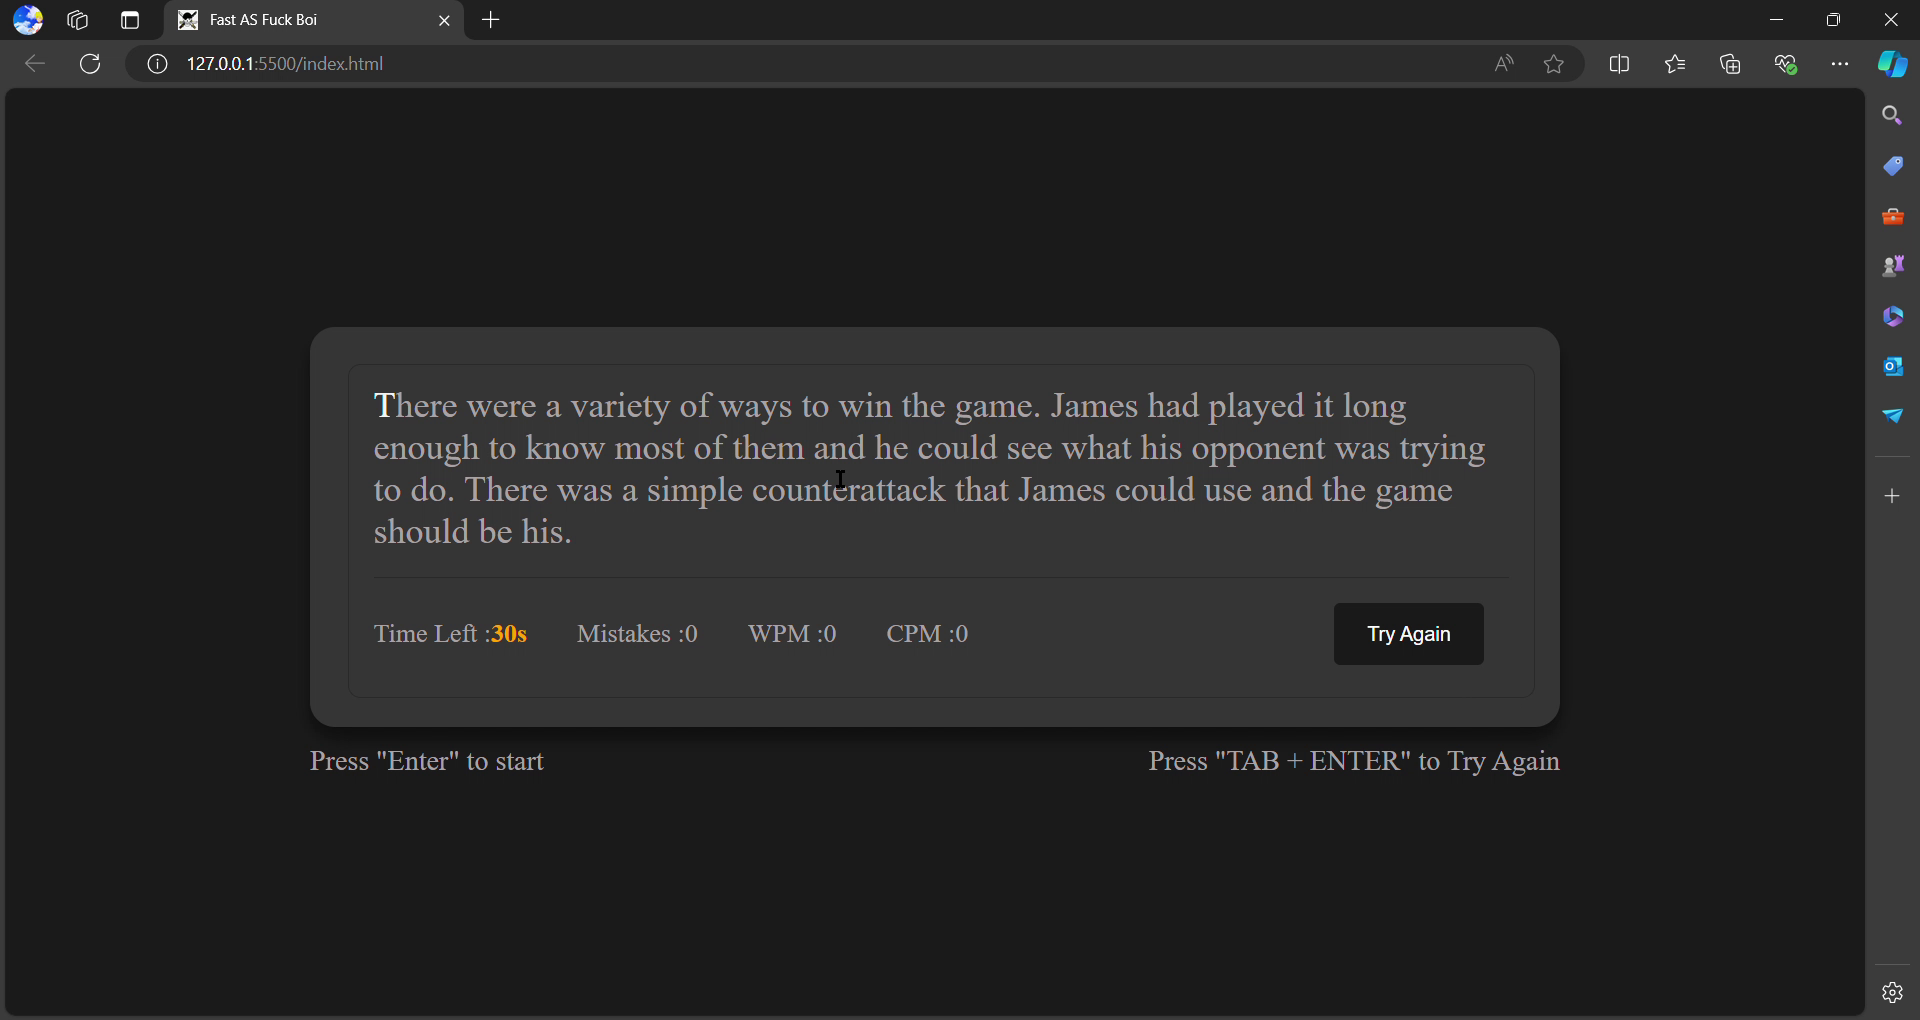 Fast AS Fuck Boi
127.0.0.1:5500/index.html
There were a variety of ways to win the game. James had played it long
enough to know most of them and he could see what his opponent was trying
to do. There was a simple counterattack that James could use and the game
should be his.
Time Left :30s Mistakes :0 WPM :0 CPM :0 Try Again
Press "Enter" to start Press "TAB + ENTER" to Try Again